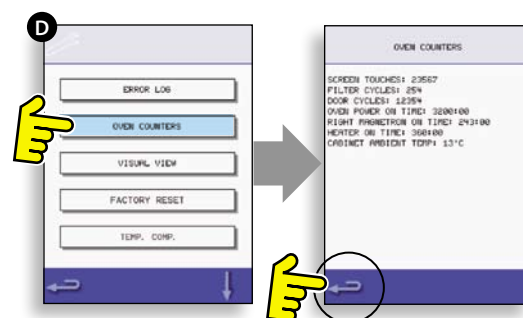 D
ERROR LOG
OVEN COUNTERS
VISUAL VIEW
FACTORY RESET
TEMP. COMP.
OVEN COUNTERS
SCREEN TOUCHES: 23567
FILTER CYCLES: 254
DOOR CYCLES: 12354
OVEN POWER ON TIME: 3200:00
RIGHT MAGNETRON ON TIME: 243:00
HEATER ON TIME: 360:00
CABINET AMBIENT TEMP: 13°C